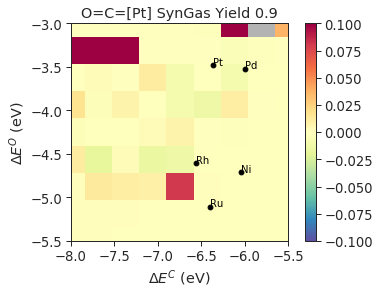 O=C=[Pt] SynGas Yield 0.9
−3.0
−3.5
−4.0
−4.5
−5.0
−5.5
ΔE^O (eV)
Pt
Pd
Rh
Ni
Ru
−8.0 −7.5 −7.0 −6.5 −6.0 −5.5
ΔE^C (eV)
0.100
0.075
0.050
0.025
0.000
−0.025
−0.050
−0.075
−0.100